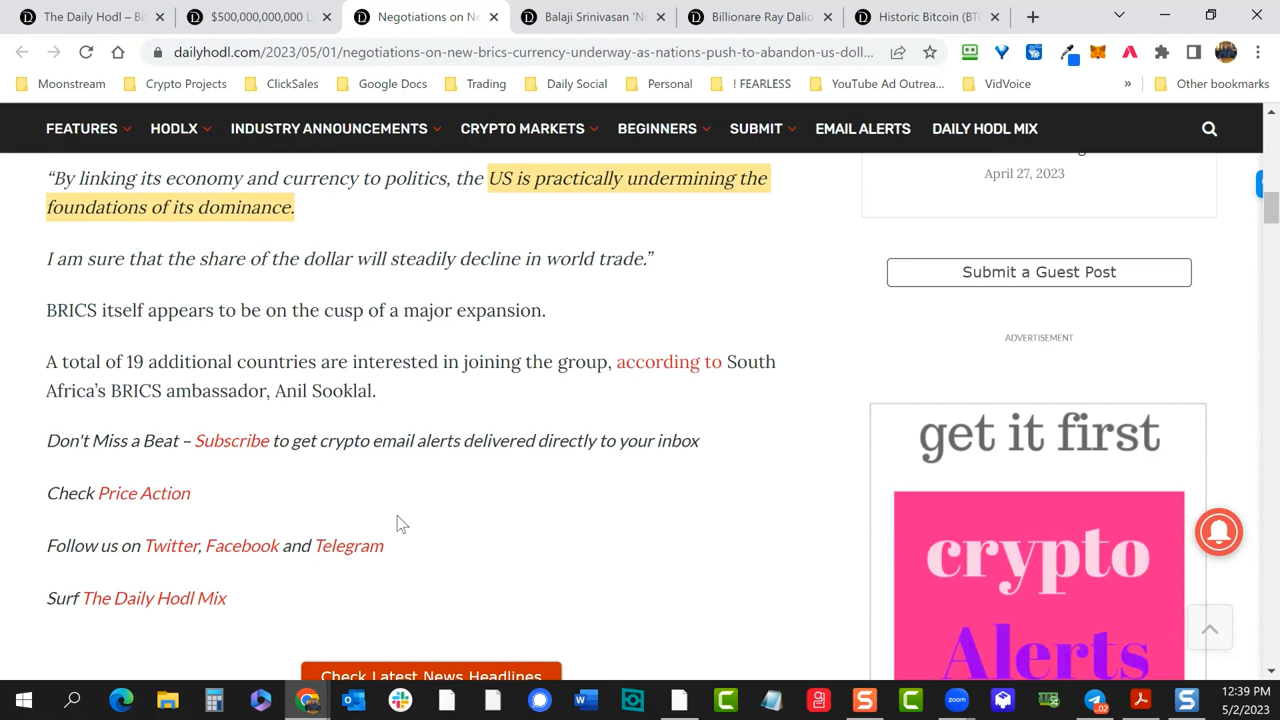 The Daily Hodl – Bi
$500,000,000,000 L
Negotiations on Ne
Balaji Srinivasan 'N
Billionare Ray Dalio
Historic Bitcoin (BTC
dailyhodl.com/2023/05/01/negotiations-on-new-brics-currency-underway-as-nations-push-to-abandon-us-doll...
Moonstream
Crypto Projects
ClickSales
Google Docs
Trading
Daily Social
Personal
! FEARLESS
YouTube Ad Outrea...
VidVoice
»
Other bookmarks
FEATURES
HODLX
INDUSTRY ANNOUNCEMENTS
CRYPTO MARKETS
BEGINNERS
SUBMIT
EMAIL ALERTS
DAILY HODL MIX
“By linking its economy and currency to politics, the US is practically undermining the
foundations of its dominance.
I am sure that the share of the dollar will steadily decline in world trade.”
BRICS itself appears to be on the cusp of a major expansion.
A total of 19 additional countries are interested in joining the group, according to South
Africa’s BRICS ambassador, Anil Sooklal.
Don't Miss a Beat – Subscribe to get crypto email alerts delivered directly to your inbox
Check Price Action
Follow us on Twitter, Facebook and Telegram
Surf The Daily Hodl Mix
Check Latest News Headlines
April 27, 2023
Submit a Guest Post
ADVERTISEMENT
get it first
crypto
Alerts
12:39 PM
5/2/2023